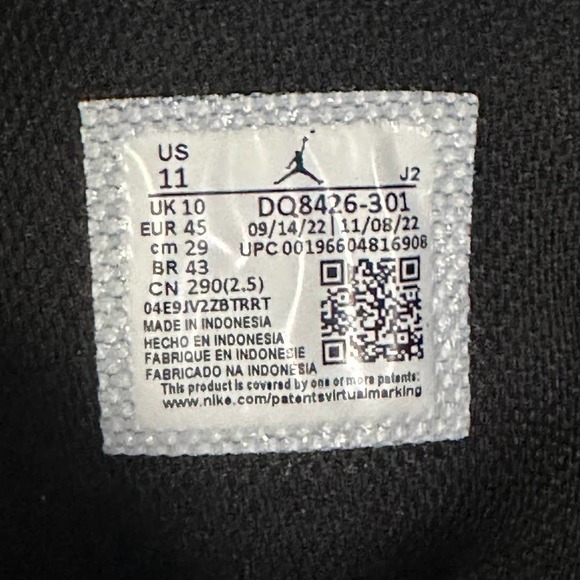 US
11
J2
UK 10 DQ8426-301
EUR 45 09/14/22 | 11/08/22
cm 29 UPC 00196604816908
BR 43
CN 290(2.5)
04E9JV2ZBTRRT
MADE IN INDONESIA
HECHO EN INDONESIA
FABRIQUE EN INDONESIE
FABRICADO NA INDONESIA
This product is covered by one or more patents:
www.nike.com/patentsvirtualmarking